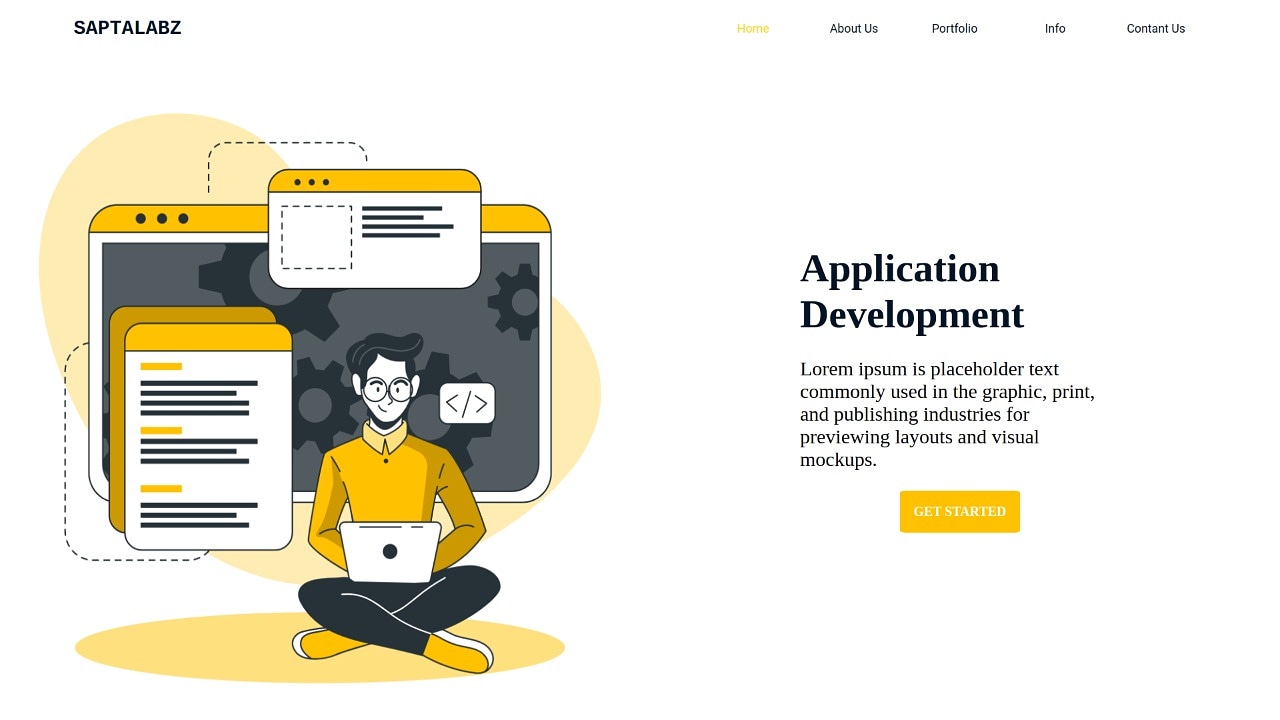 SAPTALABZ
Home
About Us
Portfolio
Info
Contant Us
</>
Application
Development
Lorem ipsum is placeholder text
commonly used in the graphic, print,
and publishing industries for
previewing layouts and visual
mockups.
GET STARTED